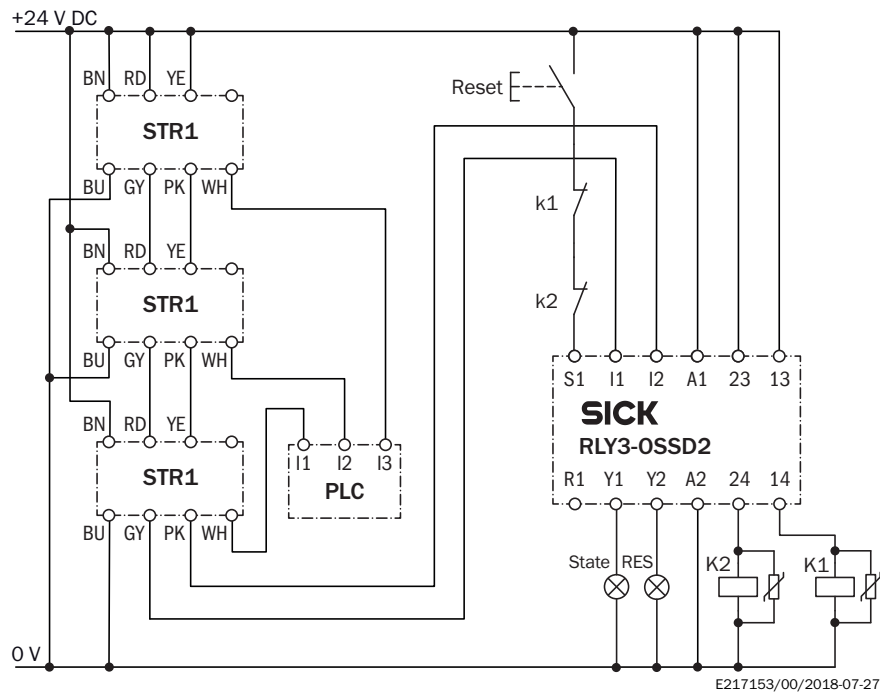 +24 V DC
BN RD YE
STR1
BU GY PK WH
BN RD YE
STR1
BU GY PK WH
BN RD YE
STR1
BU GY PK WH
I1 I2 I3
PLC
Reset
k1
k2
S1 I1 I2 A1 23 13
SICK
RLY3-OSSD2
R1 Y1 Y2 A2 24 14
State RES
K2
K1
0 V
E217153/00/2018-07-27